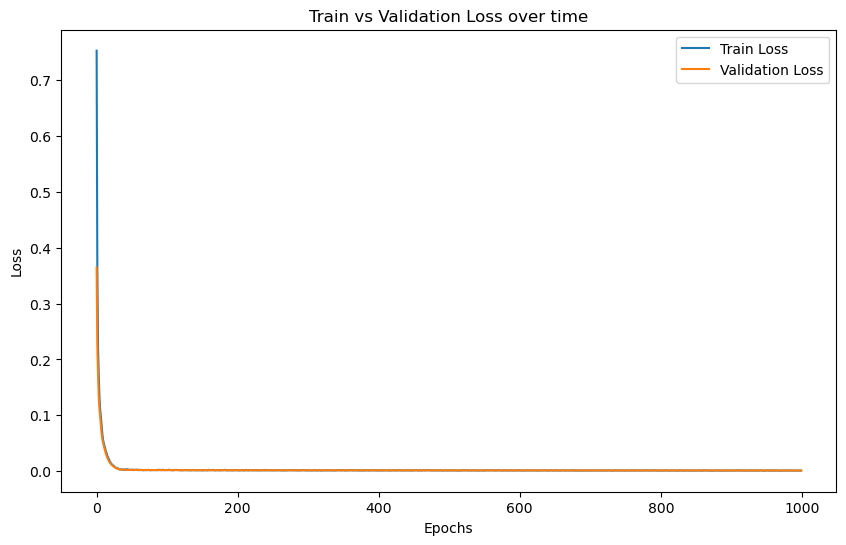 Train vs Validation Loss over time
Train Loss
Validation Loss
Loss
0.7
0.6
0.5
0.4
0.3
0.2
0.1
0.0
0 200 400 600 800 1000
Epochs